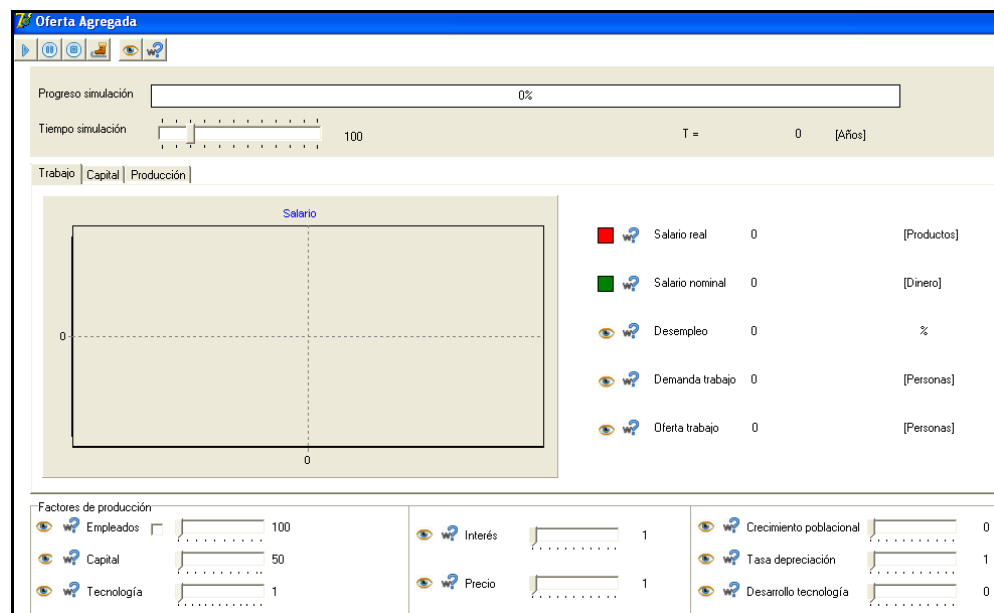 Oferta Agregada
Progreso simulación 0%
Tiempo simulación 100 T = 0 [Años]
Trabajo Capital Producción
Salario
0
0
Salario real 0 [Productos]
Salario nominal 0 [Dinero]
Desempleo 0 %
Demanda trabajo 0 [Personas]
Oferta trabajo 0 [Personas]
Factores de producción
Empleados 100
Capital 50
Tecnología 1
Interés 1
Precio 1
Crecimiento poblacional 0
Tasa depreciación 1
Desarrollo tecnología 0